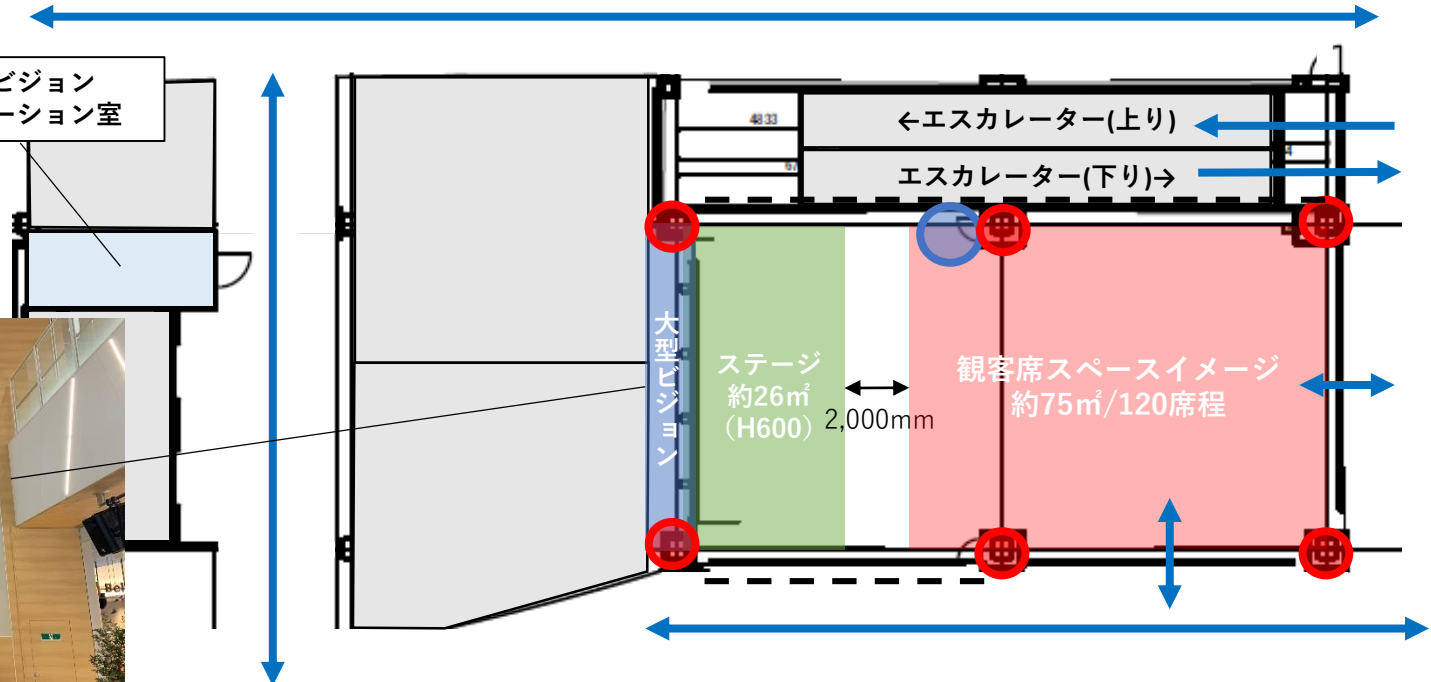 ビジョン
ーション室
4833
←エスカレーター(上り)
エスカレーター(下り)→
4
67
大型ビジョン
ステージ
約26㎡
（H600）
2,000mm
観客席スペースイメージ
約75㎡/120席程
Bel